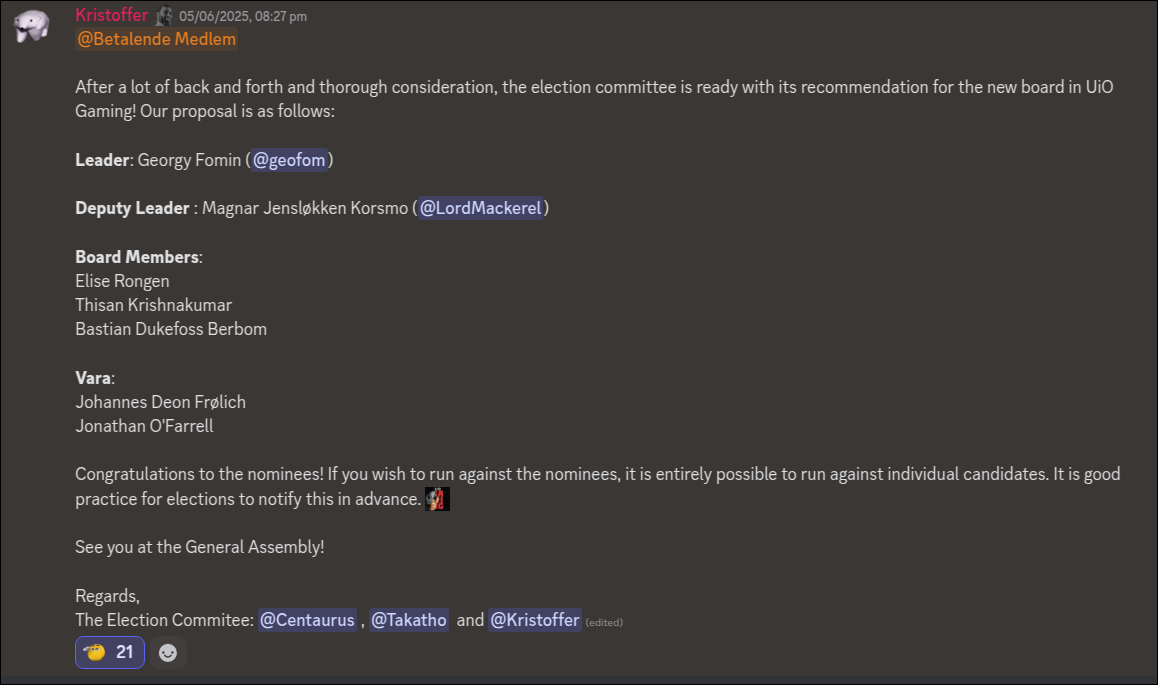 Kristoffer 05/06/2025, 08:27 pm
@Betalende Medlem
After a lot of back and forth and thorough consideration, the election committee is ready with its recommendation for the new board in UiO
Gaming! Our proposal is as follows:
Leader: Georgy Fomin (@geofom)
Deputy Leader : Magnar Jensløkken Korsmo (@LordMackerel)
Board Members:
Elise Rongen
Thisan Krishnakumar
Bastian Dukefoss Berbom
Vara:
Johannes Deon Frølich
Jonathan O'Farrell
Congratulations to the nominees! If you wish to run against the nominees, it is entirely possible to run against individual candidates. It is good
practice for elections to notify this in advance.
See you at the General Assembly!
Regards,
The Election Commitee: @Centaurus , @Takatho and @Kristoffer (edited)
21